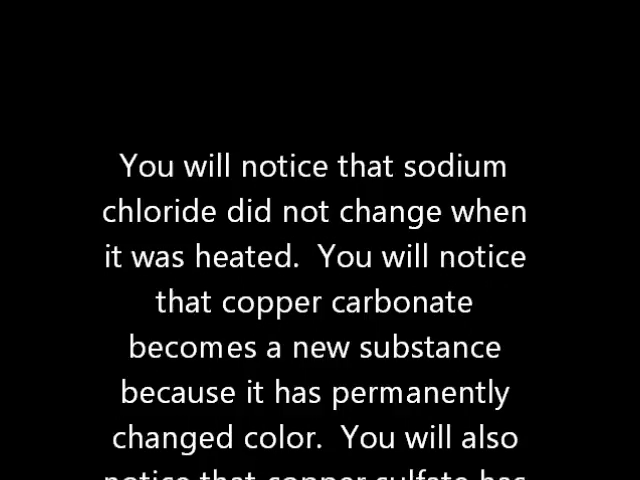 You will notice that sodium
chloride did not change when
it was heated.  You will notice
that copper carbonate
becomes a new substance
because it has permanently
changed color.  You will also
notice that copper sulfate has